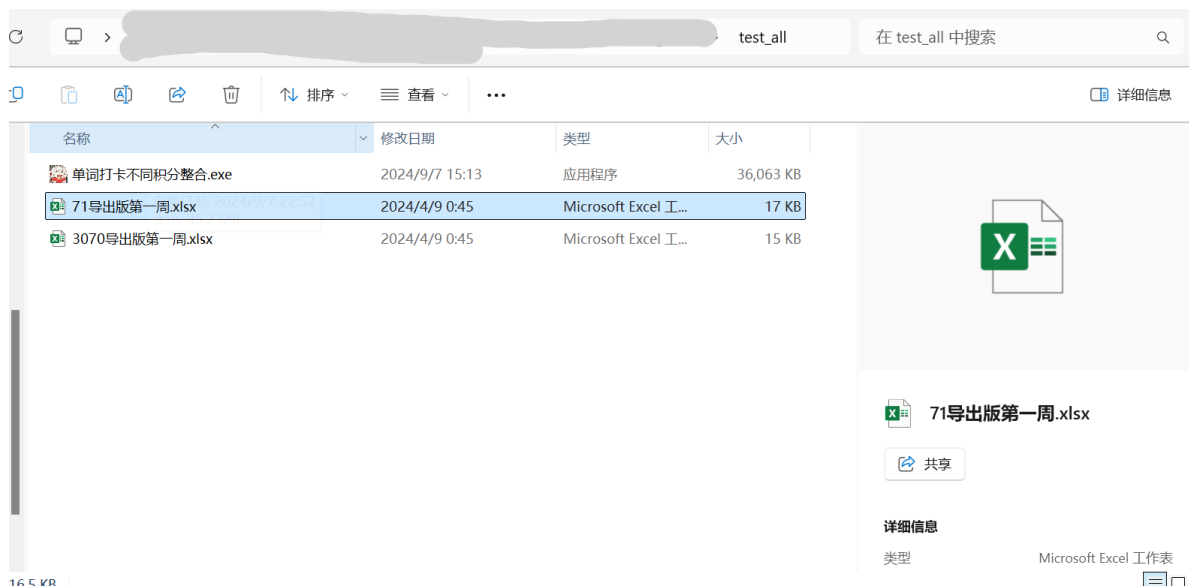 test_all
在 test_all 中搜索
排序
查看
详细信息
名称 修改日期 类型 大小
单词打卡不同积分整合.exe 2024/9/7 15:13 应用程序 36,063 KB
71导出版第一周.xlsx 2024/4/9 0:45 Microsoft Excel 工... 17 KB
3070导出版第一周.xlsx 2024/4/9 0:45 Microsoft Excel 工... 15 KB
71导出版第一周.xlsx
共享
详细信息
类型 Microsoft Excel 工作表
16.5 KB